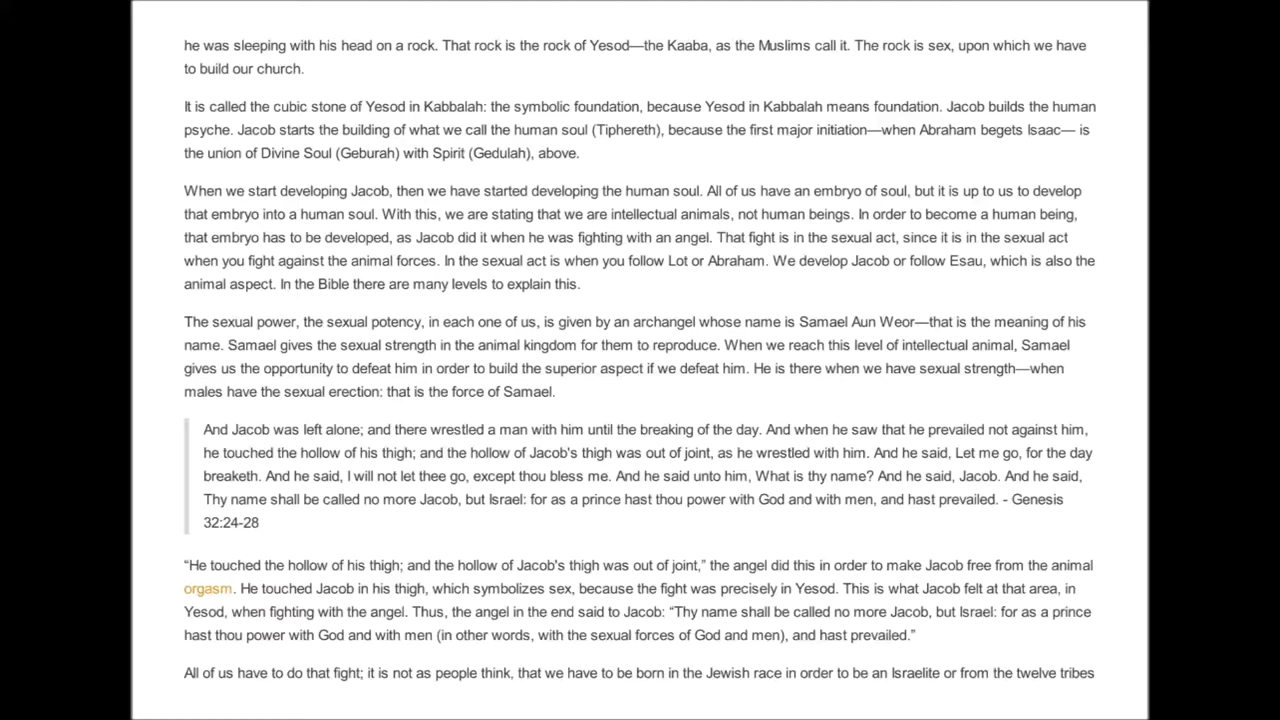 he was sleeping with his head on a rock. That rock is the rock of Yesod—the Kaaba, as the Muslims call it. The rock is sex, upon which we have
to build our church.
It is called the cubic stone of Yesod in Kabbalah: the symbolic foundation, because Yesod in Kabbalah means foundation. Jacob builds the human
psyche. Jacob starts the building of what we call the human soul (Tiphereth), because the first major initiation—when Abraham begets Isaac— is
the union of Divine Soul (Geburah) with Spirit (Gedulah), above.
When we start developing Jacob, then we have started developing the human soul. All of us have an embryo of soul, but it is up to us to develop
that embryo into a human soul. With this, we are stating that we are intellectual animals, not human beings. In order to become a human being,
that embryo has to be developed, as Jacob did it when he was fighting with an angel. That fight is in the sexual act, since it is in the sexual act
when you fight against the animal forces. In the sexual act is when you follow Lot or Abraham. We develop Jacob or follow Esau, which is also the
animal aspect. In the Bible there are many levels to explain this.
The sexual power, the sexual potency, in each one of us, is given by an archangel whose name is Samael Aun Weor—that is the meaning of his
name. Samael gives the sexual strength in the animal kingdom for them to reproduce. When we reach this level of intellectual animal, Samael
gives us the opportunity to defeat him in order to build the superior aspect if we defeat him. He is there when we have sexual strength—when
males have the sexual erection: that is the force of Samael.
And Jacob was left alone; and there wrestled a man with him until the breaking of the day. And when he saw that he prevailed not against him,
he touched the hollow of his thigh; and the hollow of Jacob's thigh was out of joint, as he wrestled with him. And he said, Let me go, for the day
breaketh. And he said, I will not let thee go, except thou bless me. And he said unto him, What is thy name? And he said, Jacob. And he said,
Thy name shall be called no more Jacob, but Israel: for as a prince hast thou power with God and with men, and hast prevailed. - Genesis
32:24-28
“He touched the hollow of his thigh; and the hollow of Jacob's thigh was out of joint,” the angel did this in order to make Jacob free from the animal
orgasm. He touched Jacob in his thigh, which symbolizes sex, because the fight was precisely in Yesod. This is what Jacob felt at that area, in
Yesod, when fighting with the angel. Thus, the angel in the end said to Jacob: “Thy name shall be called no more Jacob, but Israel: for as a prince
hast thou power with God and with men (in other words, with the sexual forces of God and men), and hast prevailed.”
All of us have to do that fight; it is not as people think, that we have to be born in the Jewish race in order to be an Israelite or from the twelve tribes